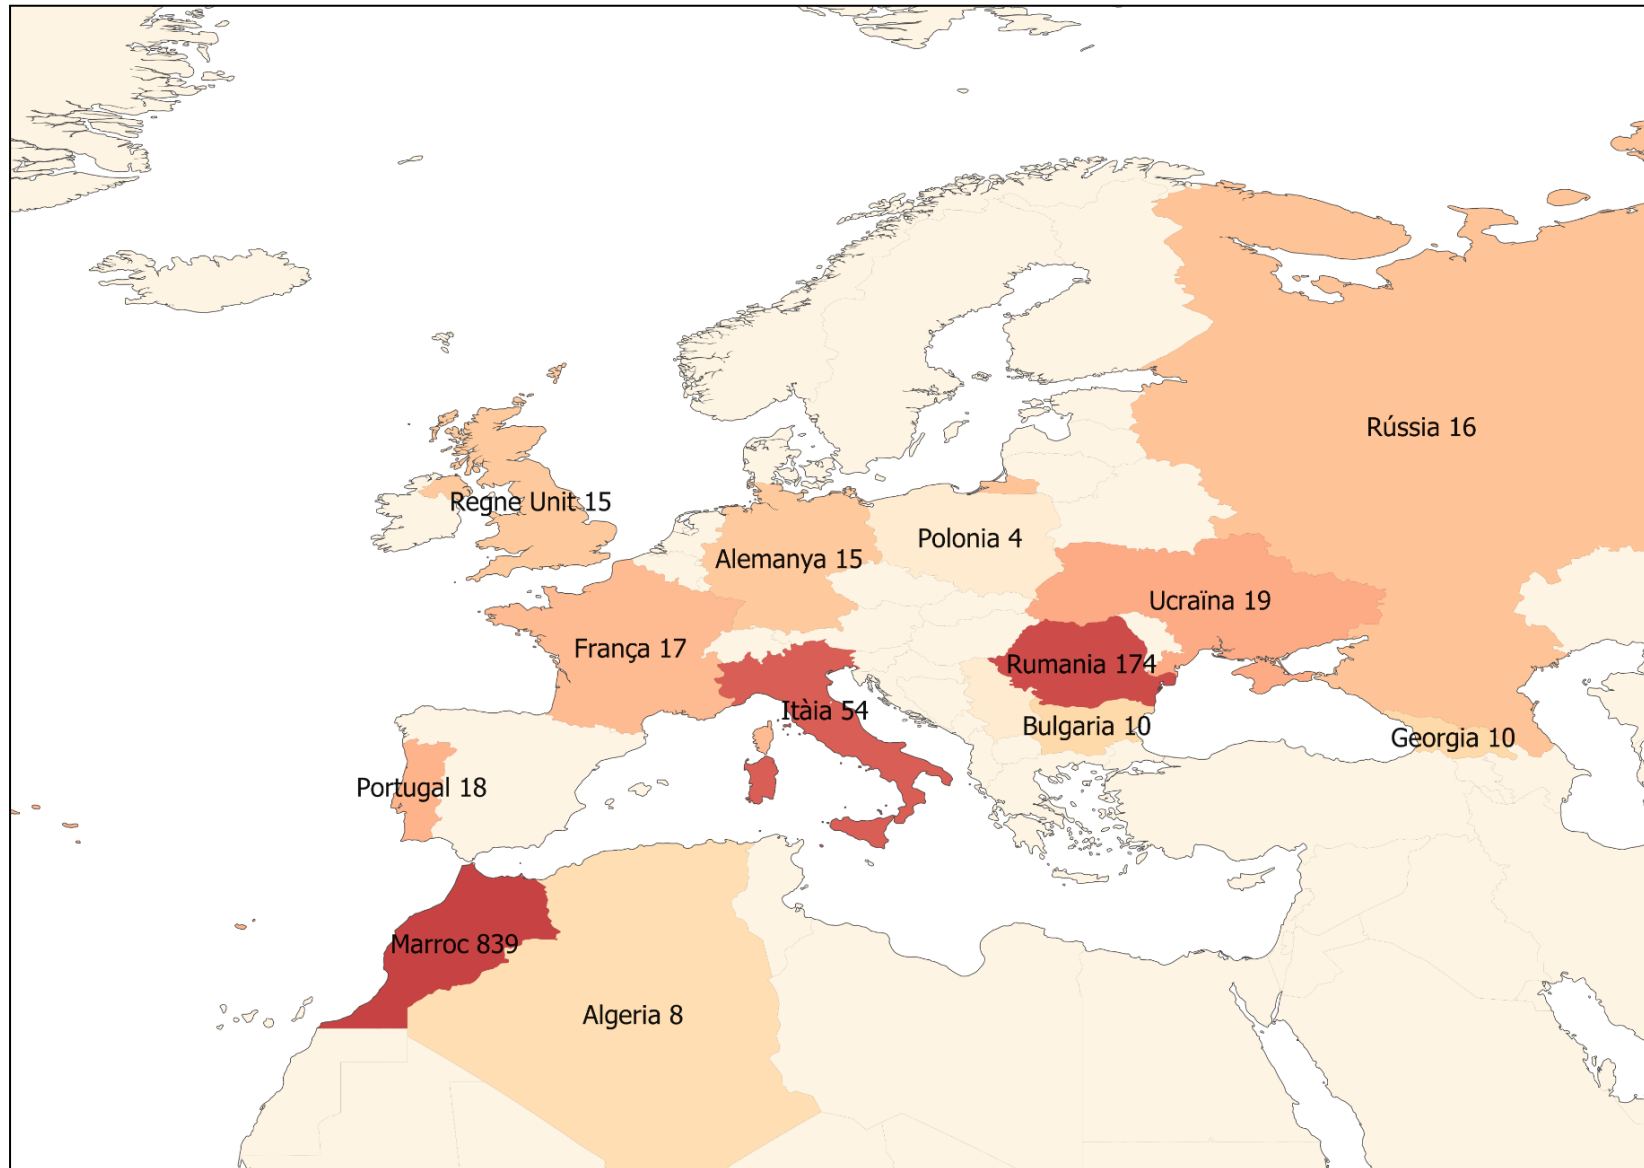 Rússia 16
Regne Unit 15
Polonia 4
Alemanya 15
Ucraïna 19
França 17
Rumania 174
Itàia 54
Bulgaria 10
Georgia 10
Portugal 18
Marroc 839
Algeria 8